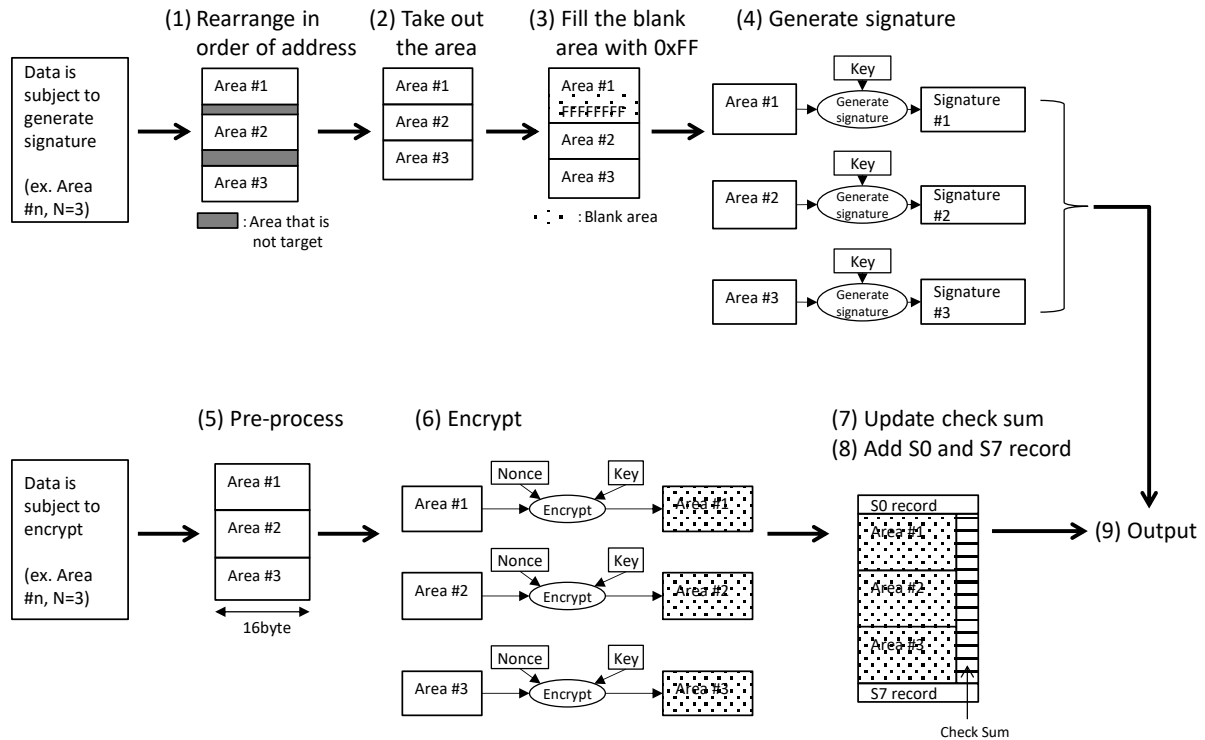 (1) Rearrange in
order of address
(2) Take out
the area
(3) Fill the blank
area with 0xFF
(4) Generate signature
Data is
subject to
generate
signature
(ex. Area
#n, N=3)
Area #1
Area #2
Area #3
: Area that is
not target
Area #1
Area #2
Area #3
Area #1
FFFFFFFF
Area #2
Area #3
: Blank area
Key
Area #1
Generate
signature
Signature
#1
Key
Area #2
Generate
signature
Signature
#2
Key
Area #3
Generate
signature
Signature
#3
(5) Pre-process
(6) Encrypt
(7) Update check sum
(8) Add S0 and S7 record
Data is
subject to
encrypt
(ex. Area
#n, N=3)
Area #1
Area #2
Area #3
16byte
Nonce
Key
Area #1
Encrypt
Area #1
Nonce
Key
Area #2
Encrypt
Area #2
Nonce
Key
Area #3
Encrypt
Area #3
S0 record
Area #1
Area #2
Area #3
S7 record
Check Sum
(9) Output